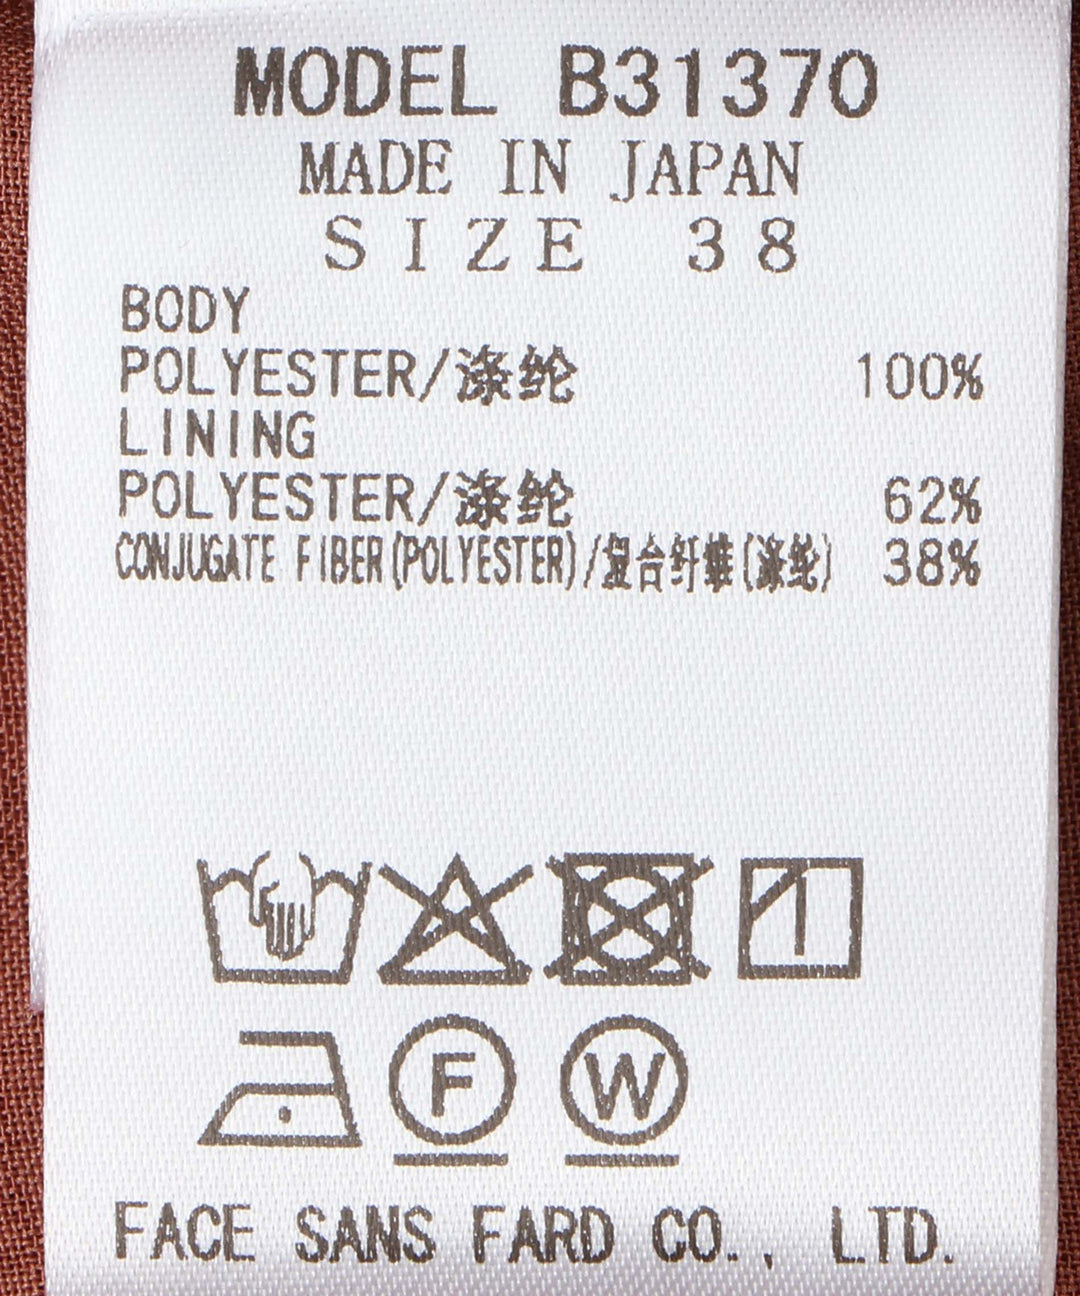 MODEL B31370
MADE IN JAPAN
SIZE 38
BODY
POLYESTER/涤纶 100%
LINING
POLYESTER/涤纶 62%
CONJUGATE FIBER(POLYESTER)/复合纤维(涤纶) 38%
F W
FACE SANS FARD CO., LTD.